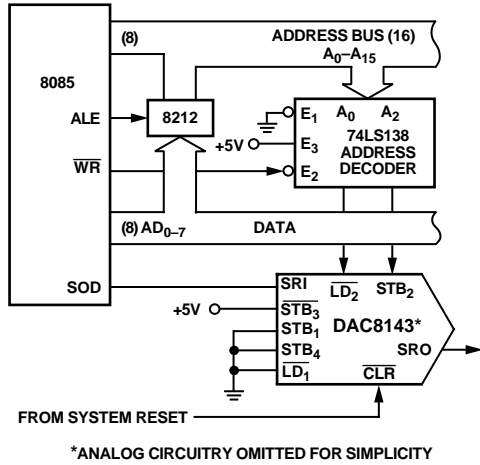 (8)
ADDRESS BUS (16)
A0–A15
8085
ALE
8212
E1 A0 A2
+5V
E3 74LS138
ADDRESS
DECODER
WR
E2
(8) AD0–7 DATA
SOD
SRI LD2 STB2
+5V
STB3
STB1 DAC8143*
STB4 SRO
LD1 CLR
FROM SYSTEM RESET
*ANALOG CIRCUITRY OMITTED FOR SIMPLICITY